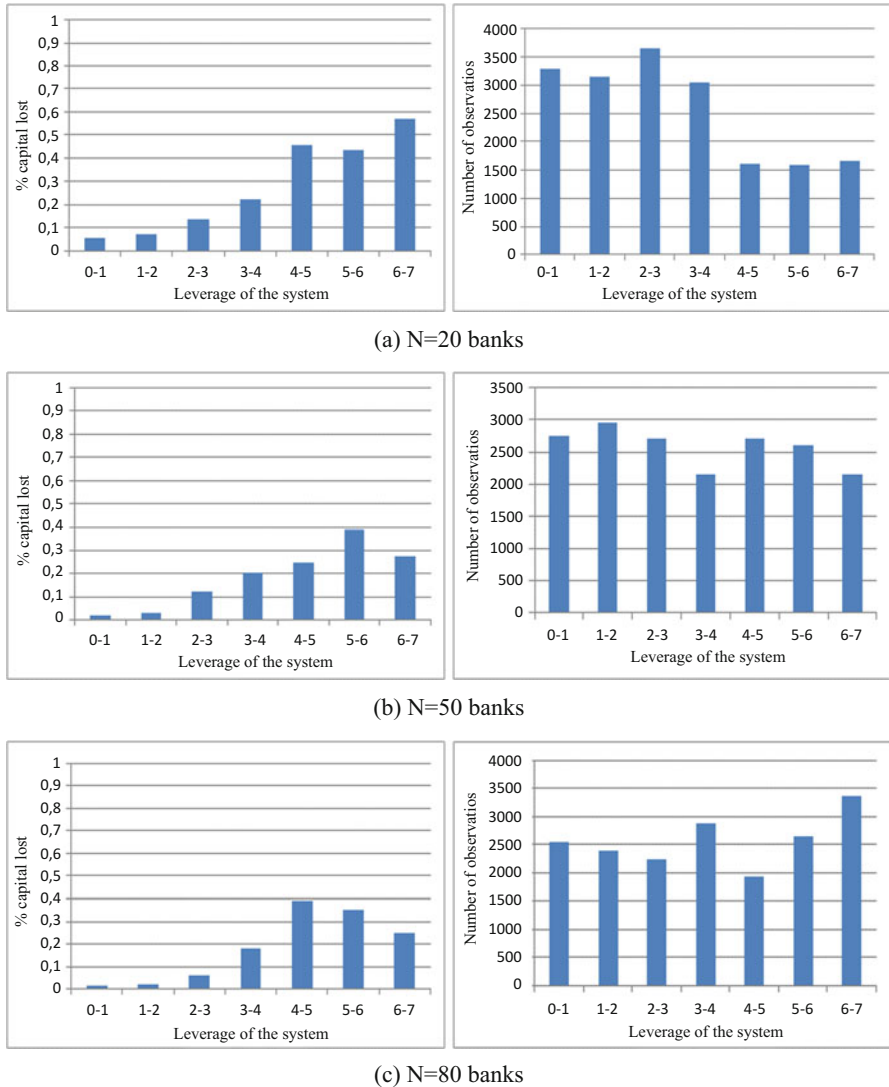 % capital lost
1
0,9
0,8
0,7
0,6
0,5
0,4
0,3
0,2
0,1
0
0-1 1-2 2-3 3-4 4-5 5-6 6-7
Leverage of the system
Number of observatios
4000
3500
3000
2500
2000
1500
1000
500
0
0-1 1-2 2-3 3-4 4-5 5-6 6-7
Leverage of the system
(a) N=20 banks
% capital lost
1
0,9
0,8
0,7
0,6
0,5
0,4
0,3
0,2
0,1
0
0-1 1-2 2-3 3-4 4-5 5-6 6-7
Leverage of the system
Number of observatios
3500
3000
2500
2000
1500
1000
500
0
0-1 1-2 2-3 3-4 4-5 5-6 6-7
Leverage of the system
(b) N=50 banks
% capital lost
1
0,9
0,8
0,7
0,6
0,5
0,4
0,3
0,2
0,1
0
0-1 1-2 2-3 3-4 4-5 5-6 6-7
Leverage of the system
Number of observatios
4000
3500
3000
2500
2000
1500
1000
500
0
0-1 1-2 2-3 3-4 4-5 5-6 6-7
Leverage of the system
(c) N=80 banks